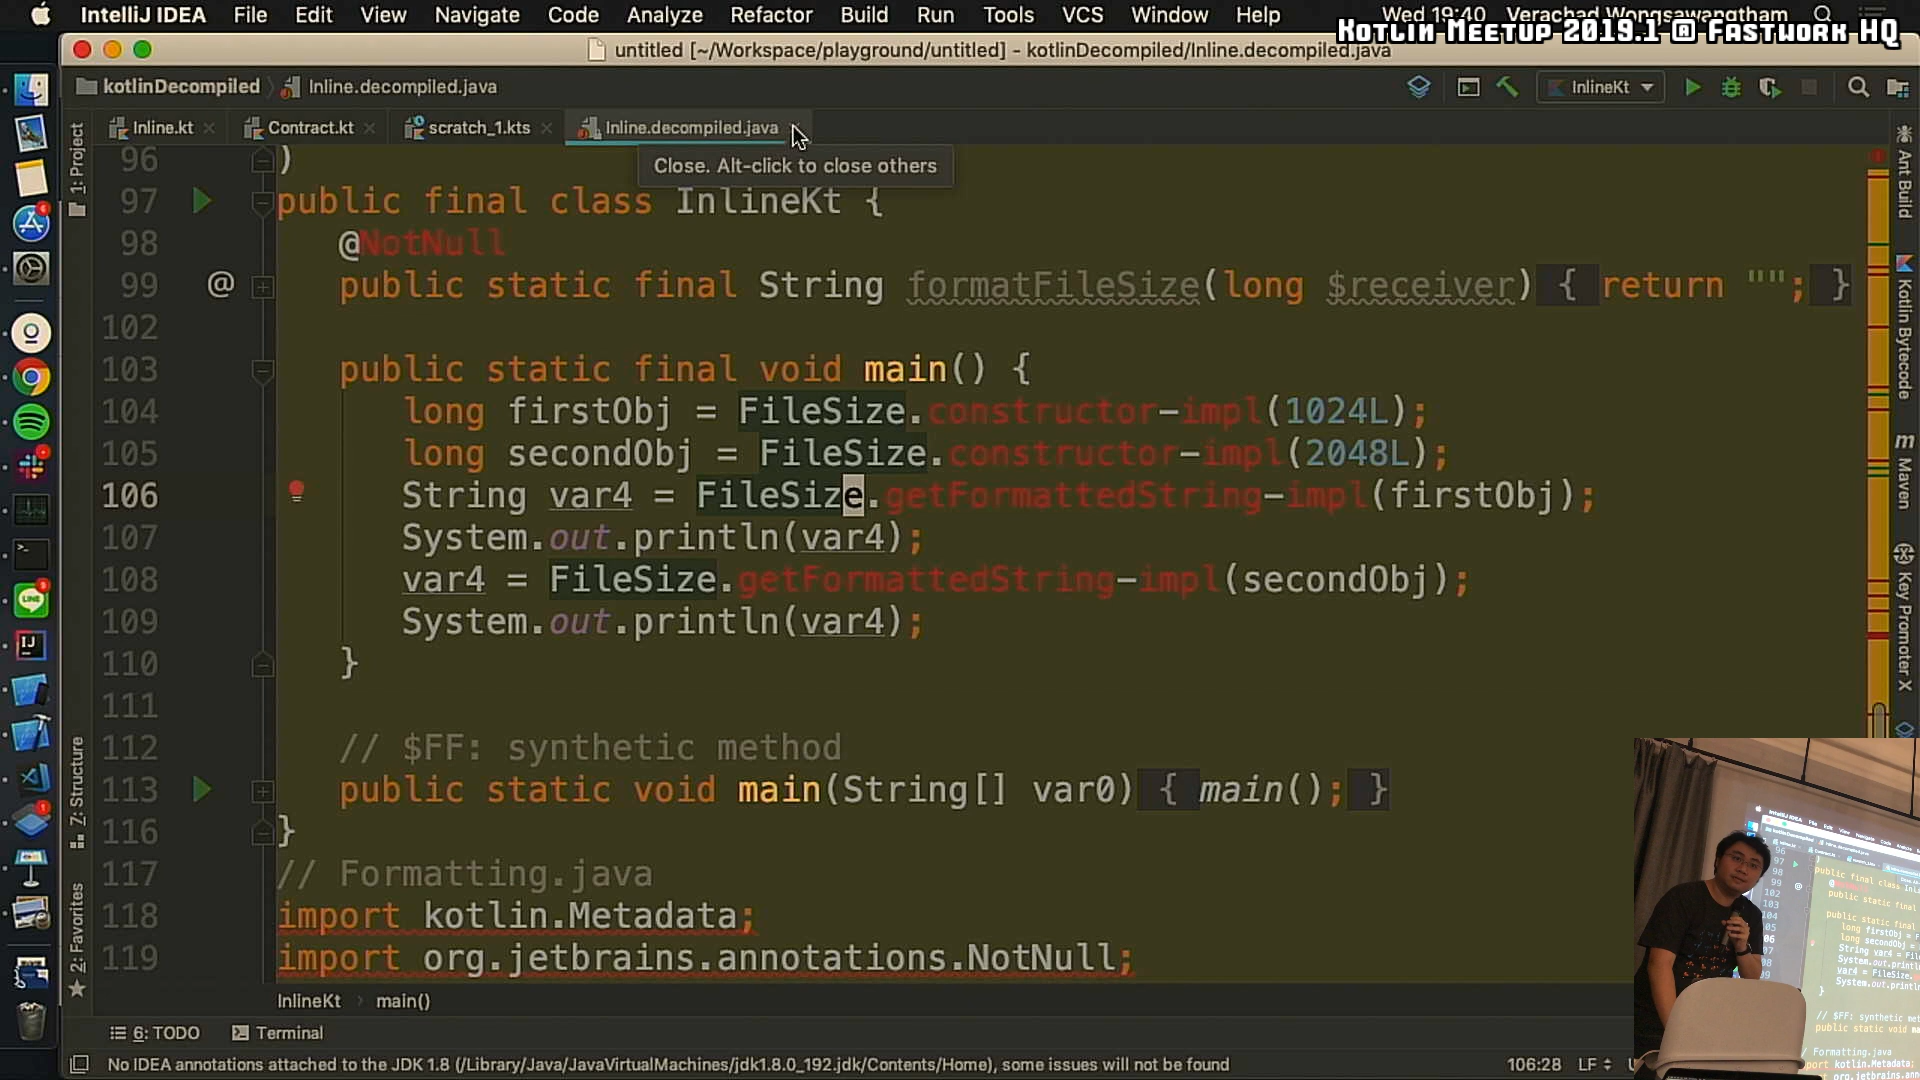 IntelliJ IDEA File Edit View Navigate Code Analyze Refactor Build Run Tools VCS Window Help Wed 19:40 Verachad Wongsawangtham
Kotlin Meetup 2019.1 @ Fastwork HQ
untitled [~/Workspace/playground/untitled] - kotlinDecompiled/Inline.decompiled.java
kotlinDecompiled Inline.decompiled.java InlineKt
Inline.kt Contract.kt scratch_1.kts Inline.decompiled.java
Close. Alt-click to close others
1: Project
7: Structure
2: Favorites
96 )
97 public final class InlineKt {
98 @NotNull
99 @ public static final String formatFileSize(long $receiver) { return ""; }
102
103 public static final void main() {
104 long firstObj = FileSize.constructor-impl(1024L);
105 long secondObj = FileSize.constructor-impl(2048L);
106 String var4 = FileSize.getFormattedString-impl(firstObj);
107 System.out.println(var4);
108 var4 = FileSize.getFormattedString-impl(secondObj);
109 System.out.println(var4);
110 }
111
112 // $FF: synthetic method
113 public static void main(String[] var0) { main(); }
116 }
117 // Formatting.java
118 import kotlin.Metadata;
119 import org.jetbrains.annotations.NotNull;
Ant Build
Kotlin Bytecode
Maven
Key Promoter X
InlineKt › main()
6: TODO Terminal
No IDEA annotations attached to the JDK 1.8 (/Library/Java/JavaVirtualMachines/jdk1.8.0_192.jdk/Contents/Home), some issues will not be found 106:28 LF